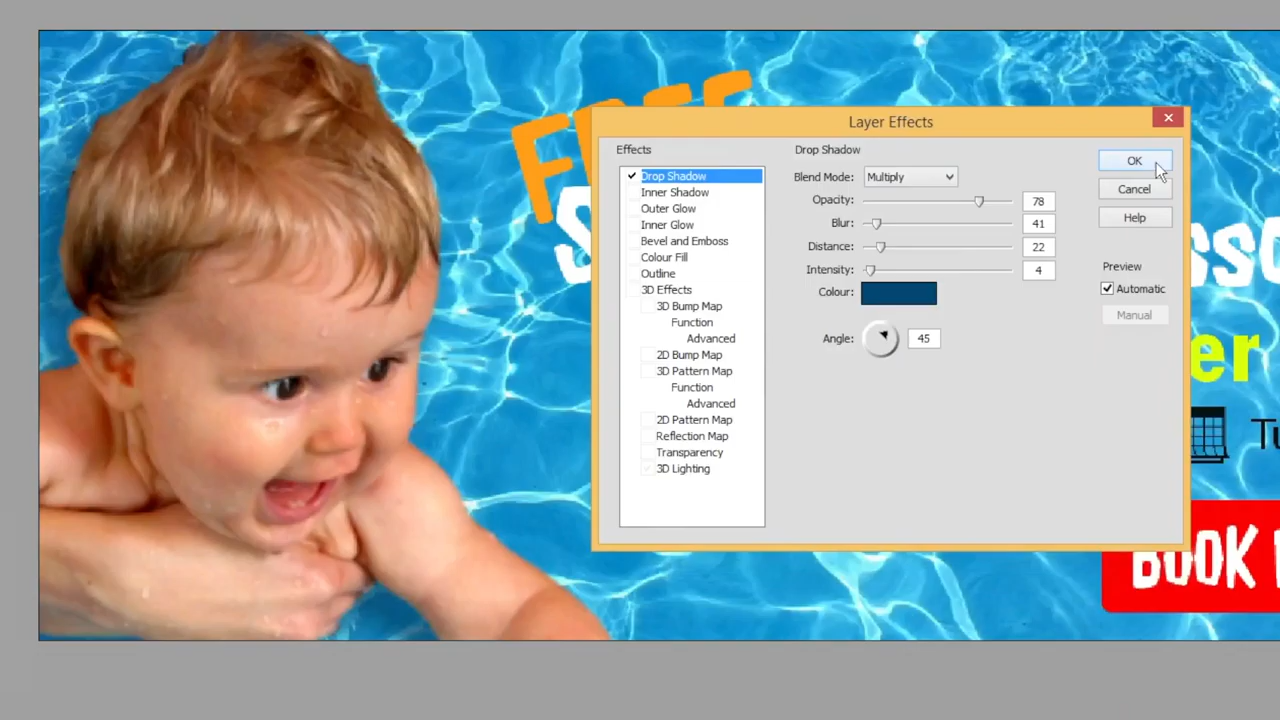 FREE
Layer Effects
Effects
Drop Shadow
Inner Shadow
Outer Glow
Inner Glow
Bevel and Emboss
Colour Fill
Outline
3D Effects
3D Bump Map
Function
Advanced
2D Bump Map
3D Pattern Map
Function
Advanced
2D Pattern Map
Reflection Map
Transparency
3D Lighting
Drop Shadow
Blend Mode: Multiply
Opacity: 78
Blur: 41
Distance: 22
Intensity: 4
Colour:
Angle: 45
OK
Cancel
Help
Preview
Automatic
Manual
S
sso
er
Tu
BOOK